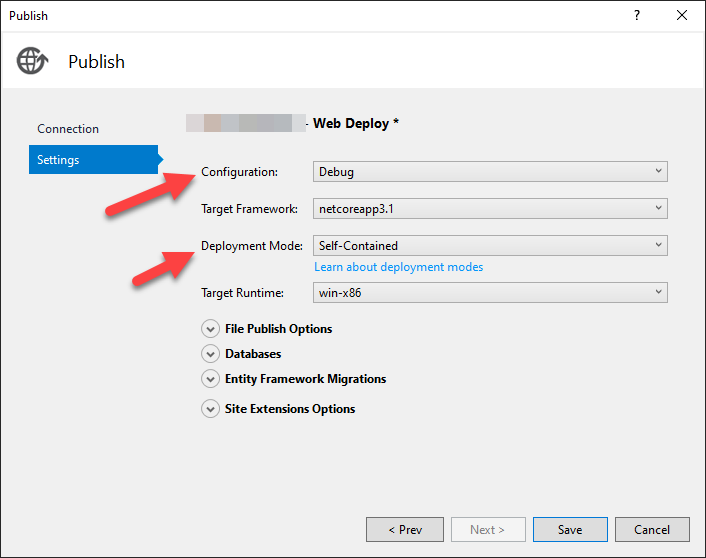 Publish
?
Publish
Connection
Settings
- Web Deploy *
Configuration: Debug
Target Framework: netcoreapp3.1
Deployment Mode: Self-Contained
Learn about deployment modes
Target Runtime: win-x86
File Publish Options
Databases
Entity Framework Migrations
Site Extensions Options
< Prev Next > Save Cancel